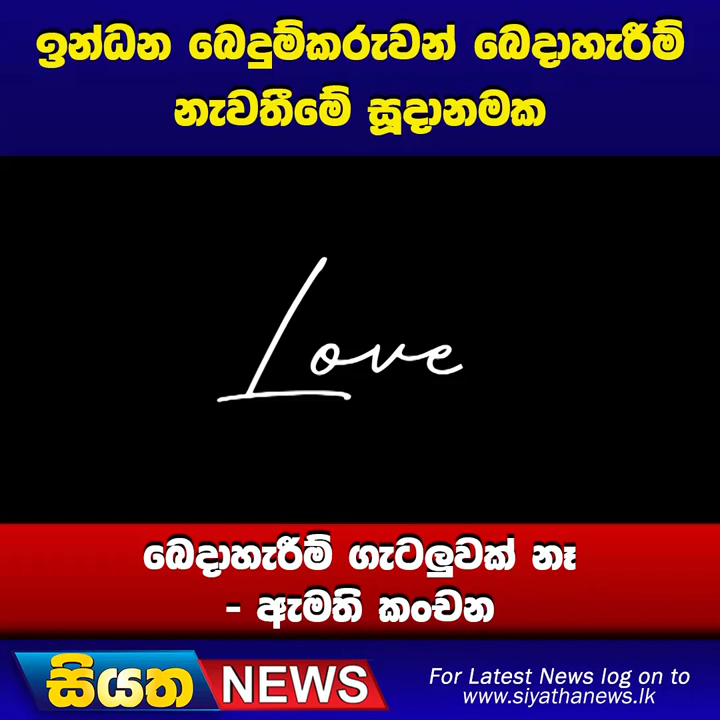 ඉන්ධන බෙදුම්කරුවන් බෙදාහැරීම්
නැවතීමේ සූදානමක
Love
බෙදාහැරීම් ගැටලුවක් නෑ
- ඇමති කංචන
සියත NEWS
For Latest News log on to
www.siyathanews.lk